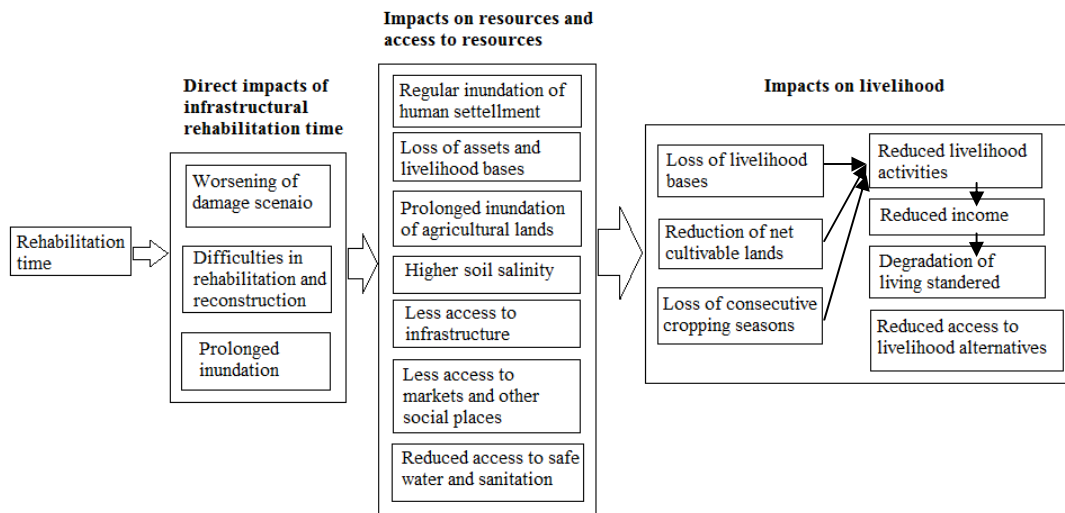 Rehabilitation
time
Direct impacts of
infrastructural
rehabilitation time
Worsening of
damage scenaio
Difficulties in
rehabilitation and
reconstruction
Prolonged
inundation
Impacts on resources and
access to resources
Regular inundation of
human settellment
Loss of assets and
livelihood bases
Prolonged inundation
of agricultural lands
Higher soil salinity
Less access to
infrastructure
Less access to
markets and other
social places
Reduced access to safe
water and sanitation
Impacts on livelihood
Loss of livelihood
bases
Reduction of net
cultivable lands
Loss of consecutive
cropping seasons
Reduced livelihood
activities
Reduced income
Degradation of
living standered
Reduced access to
livelihood alternatives